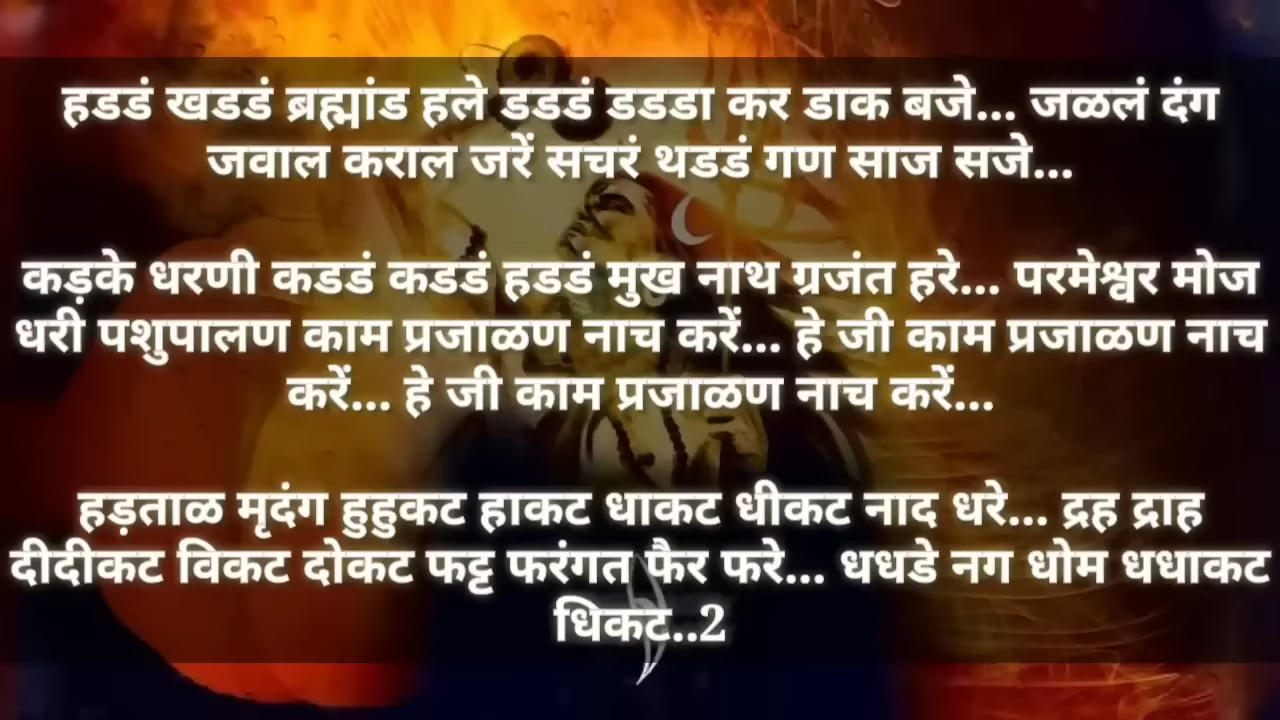 हडडं खडडं ब्रह्मांड हले डडडं डडडा कर डाक बजे... जळलं दंग
जवाल कराल जरें सचरं थडडं गण साज सजे...
कड़के धरणी कडडं कडडं हडडं मुख नाथ ग्रजंत हरे... परमेश्वर मोज
धरी पशुपालण काम प्रजाळण नाच करें... हे जी काम प्रजाळण नाच
करें... हे जी काम प्रजाळण नाच करें...
हड़ताळ मृदंग हुहुकट हाकट धाकट धीकट नाद धरे... द्रह द्राह
दीदीकट विकट दोकट फट्ट फरंगत फैर फरे... धधडे नग धोम धधाकट
धिकट..2